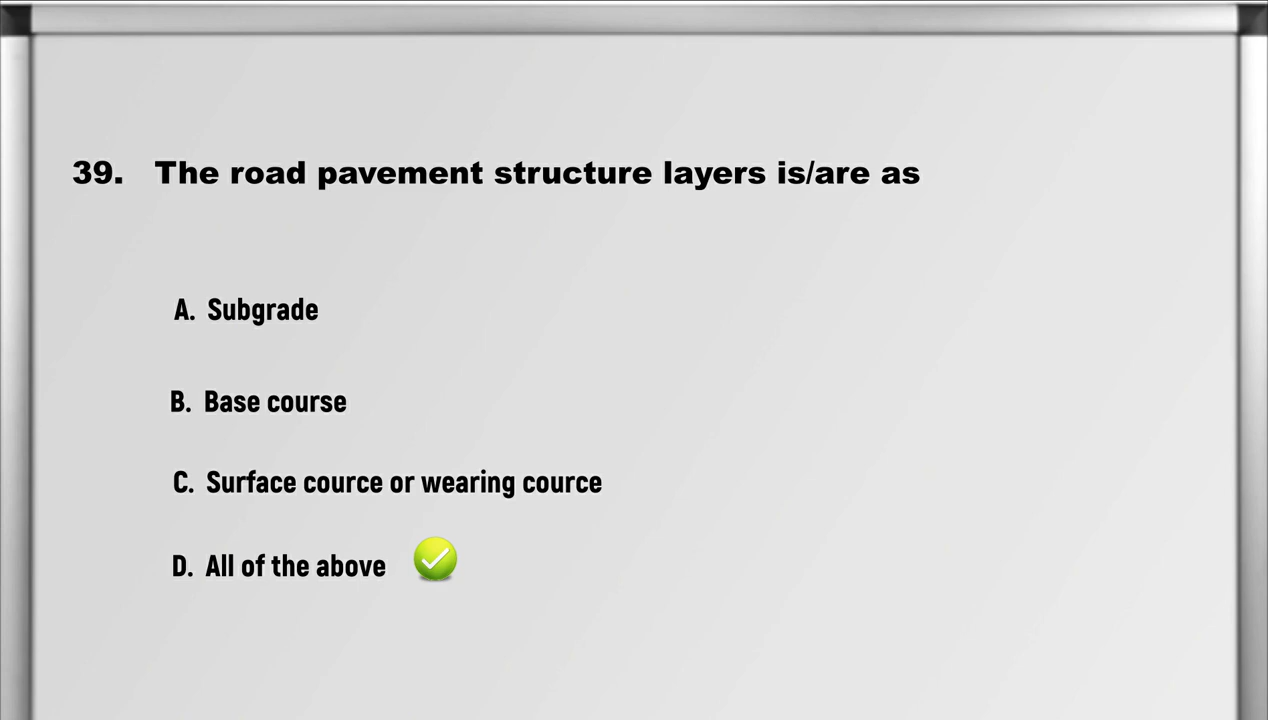 39. The road pavement structure layers is/are as
A. Subgrade
B. Base course
C. Surface cource or wearing cource
D. All of the above